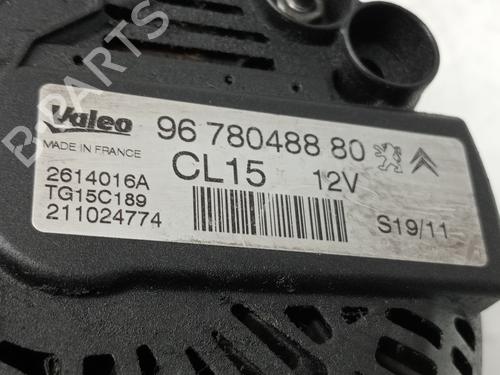 B-PARTS
Valeo 96 780488 80
MADE IN FRANCE
CL15 12V
2614016A
TG15C189
211024774
S19/11